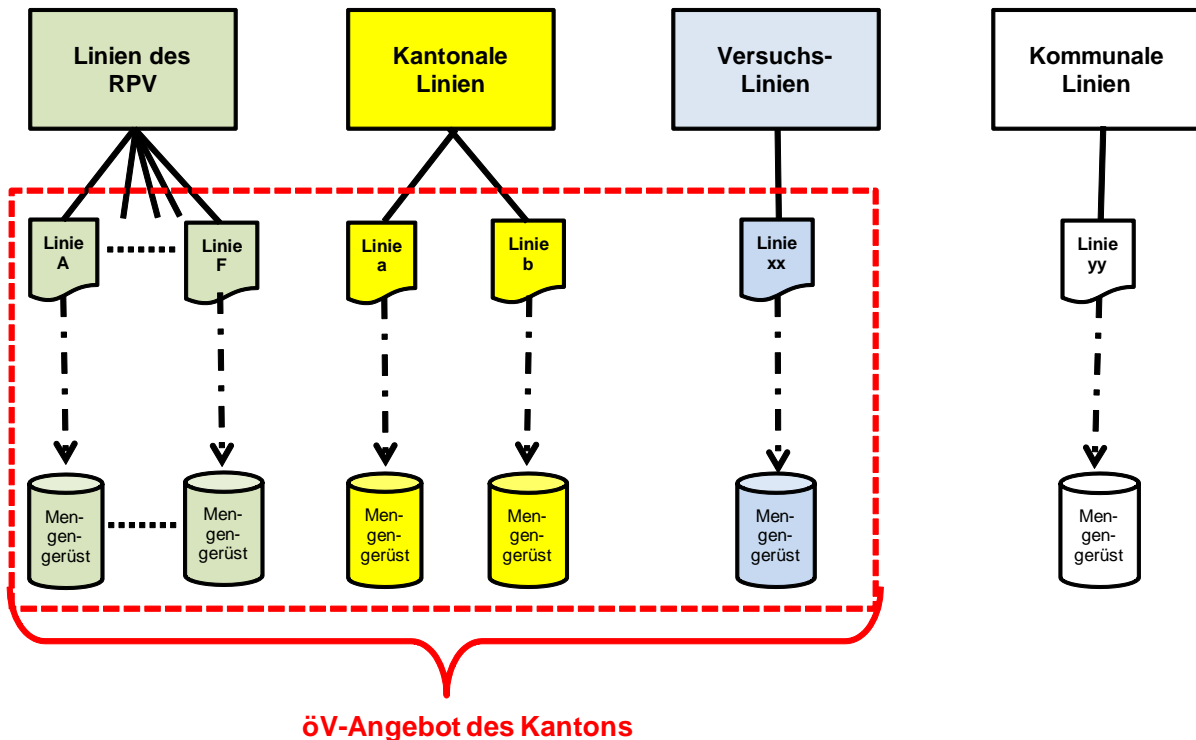 Linien des
RPV
Kantonale
Linien
Versuchs-
Linien
Kommunale
Linien
Linie
A
Linie
F
Linie
a
Linie
b
Linie
xx
Linie
yy
Men-
gen-
gerüst
Men-
gen-
gerüst
Men-
gen-
gerüst
Men-
gen-
gerüst
Men-
gen-
gerüst
Men-
gen-
gerüst
öV-Angebot des Kantons